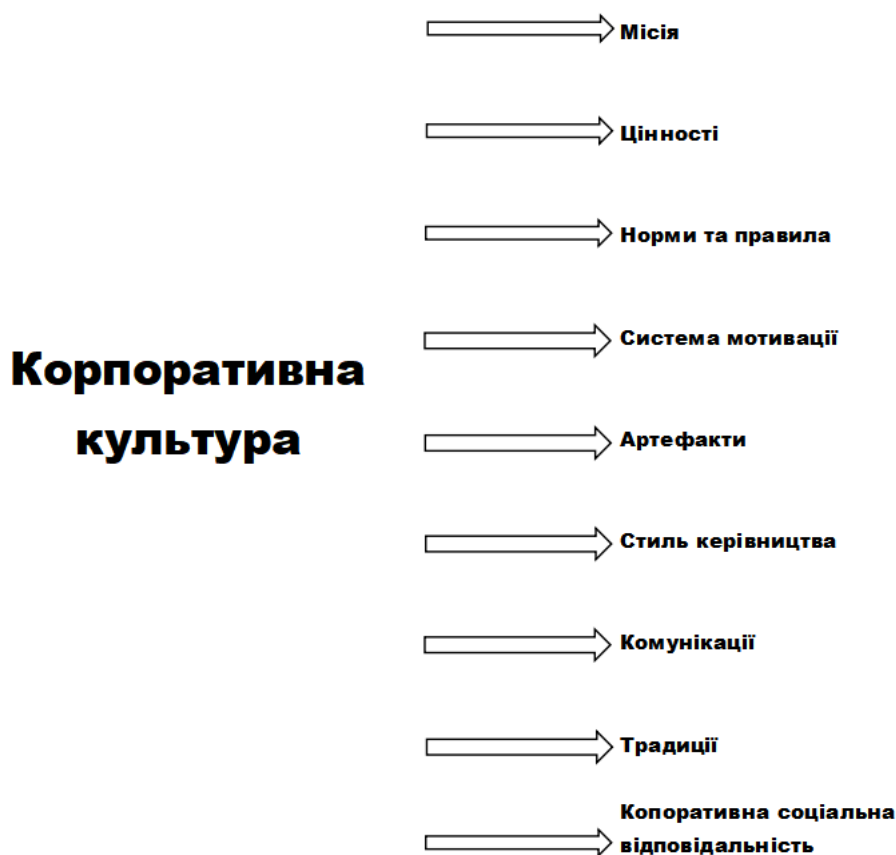 Місія
Цінності
Норми та правила
Система мотивації
Корпоративна
культура
Артефакти
Стиль керівництва
Комунікації
Традиції
Копоративна соціальна
відповідальність